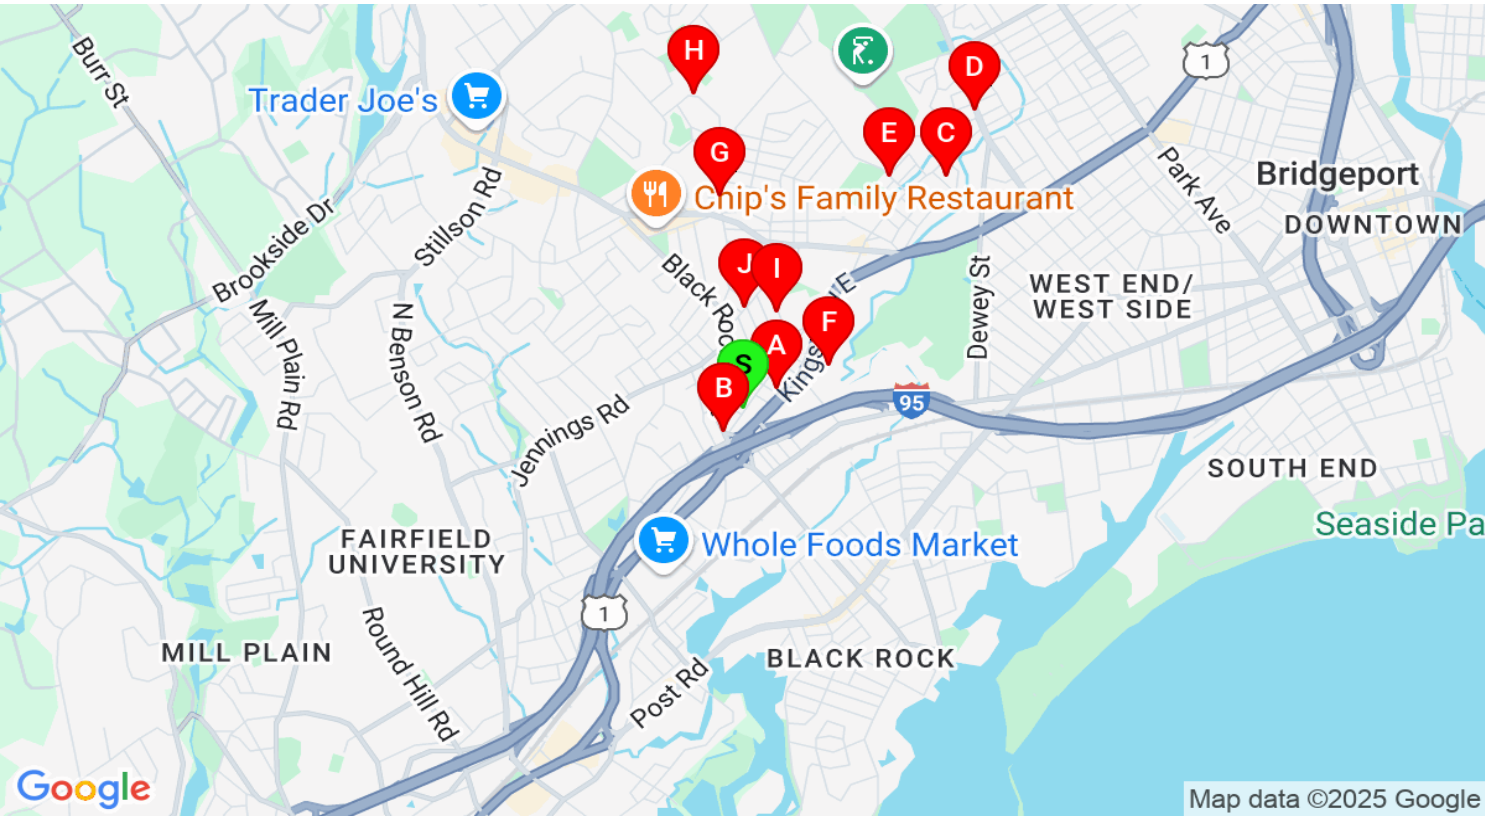 Burr St
H
D
1
Trader Joe's
E
C
G
Park Ave
Bridgeport
Chip's Family Restaurant
Stillson Rd
DOWNTOWN
Brookside Dr
J
I
Black
WEST END/
WEST SIDE
Dewey St
Mill Plain Rd
N Benson Rd
F
A
S
B
95
Jennings Rd
SOUTH END
Seaside Pa
FAIRFIELD
UNIVERSITY
Whole Foods Market
1
Round Hill Rd
MILL PLAIN
BLACK ROCK
Post Rd
Google
Map data ©2025 Google